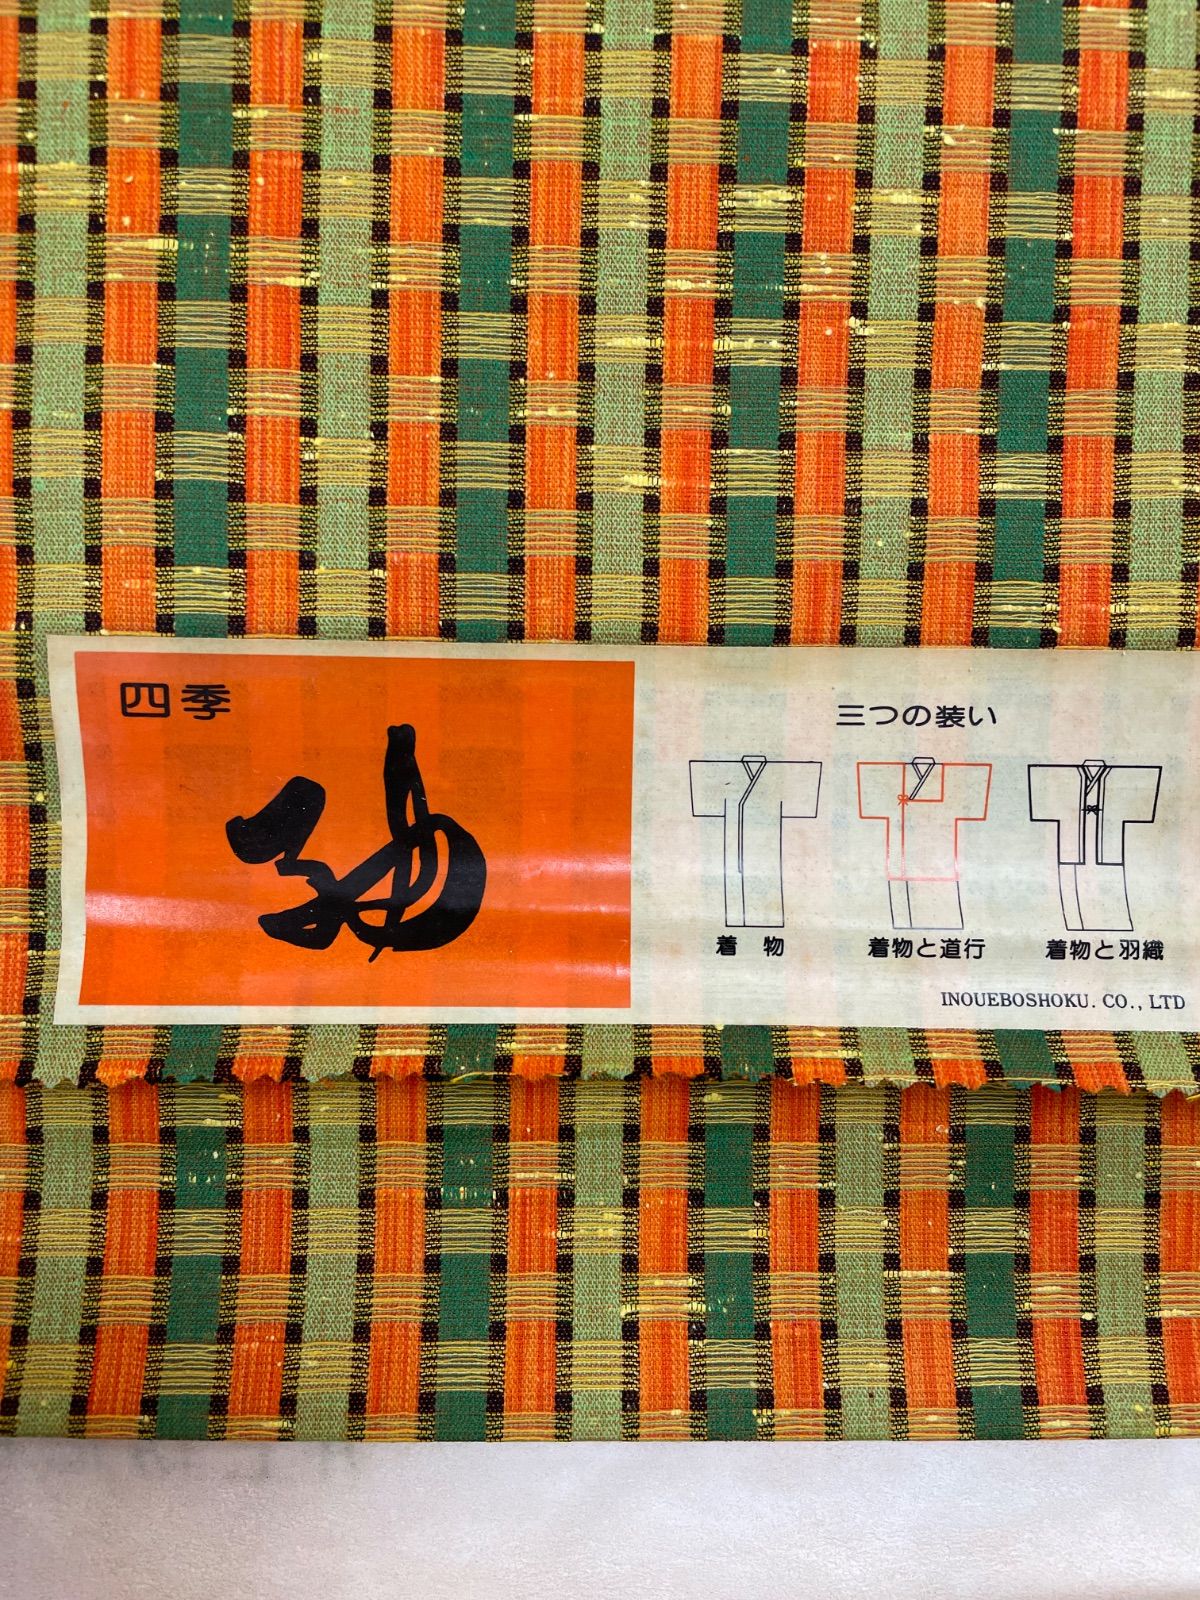 四季
紬
三つの装い
着物
着物と道行
着物と羽織
INOUEBOSHOKU. CO., LTD